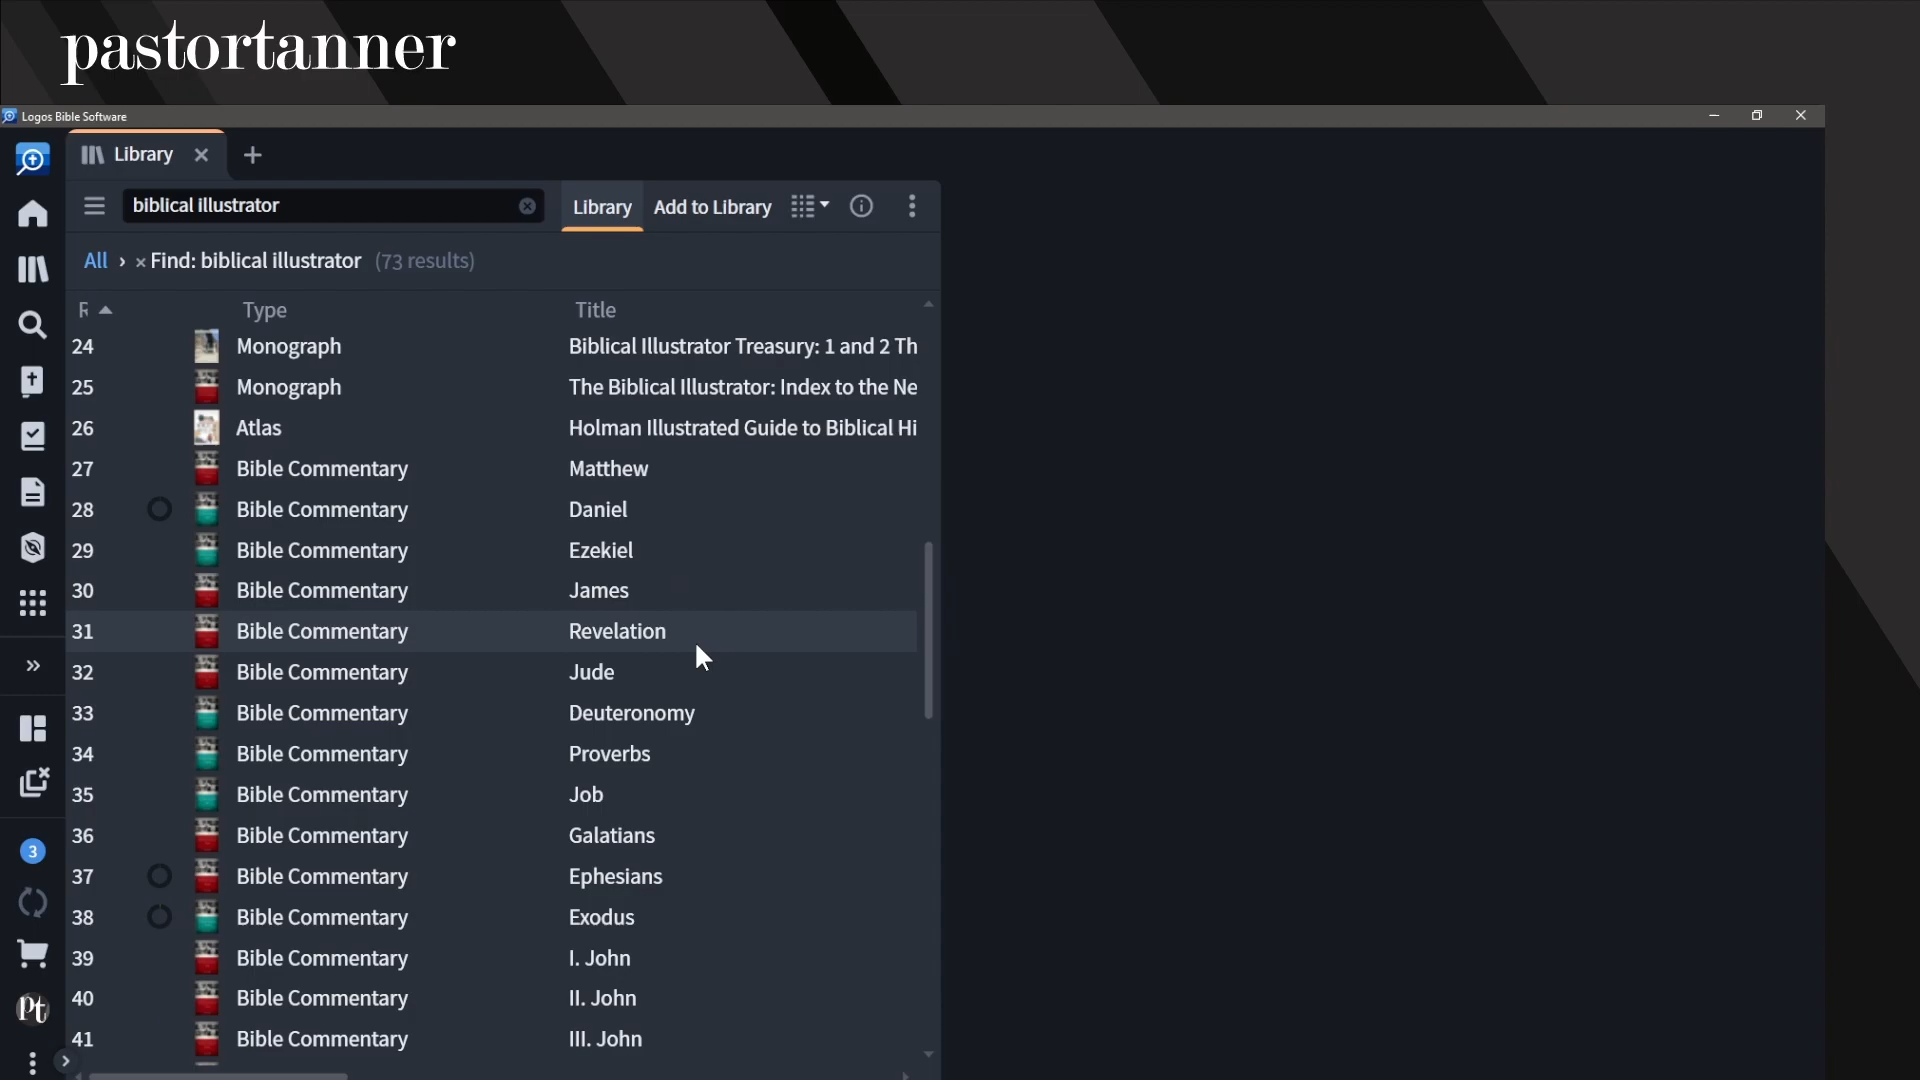 pastortanner
Logos Bible Software
Library
biblical illustrator
Library
Add to Library
All › × Find: biblical illustrator (73 results)
R Type Title
24 Monograph Biblical Illustrator Treasury: 1 and 2 Th
25 Monograph The Biblical Illustrator: Index to the Ne
26 Atlas Holman Illustrated Guide to Biblical Hi
27 Bible Commentary Matthew
28 Bible Commentary Daniel
29 Bible Commentary Ezekiel
30 Bible Commentary James
31 Bible Commentary Revelation
32 Bible Commentary Jude
33 Bible Commentary Deuteronomy
34 Bible Commentary Proverbs
35 Bible Commentary Job
36 Bible Commentary Galatians
37 Bible Commentary Ephesians
38 Bible Commentary Exodus
39 Bible Commentary I. John
40 Bible Commentary II. John
41 Bible Commentary III. John
3
pt